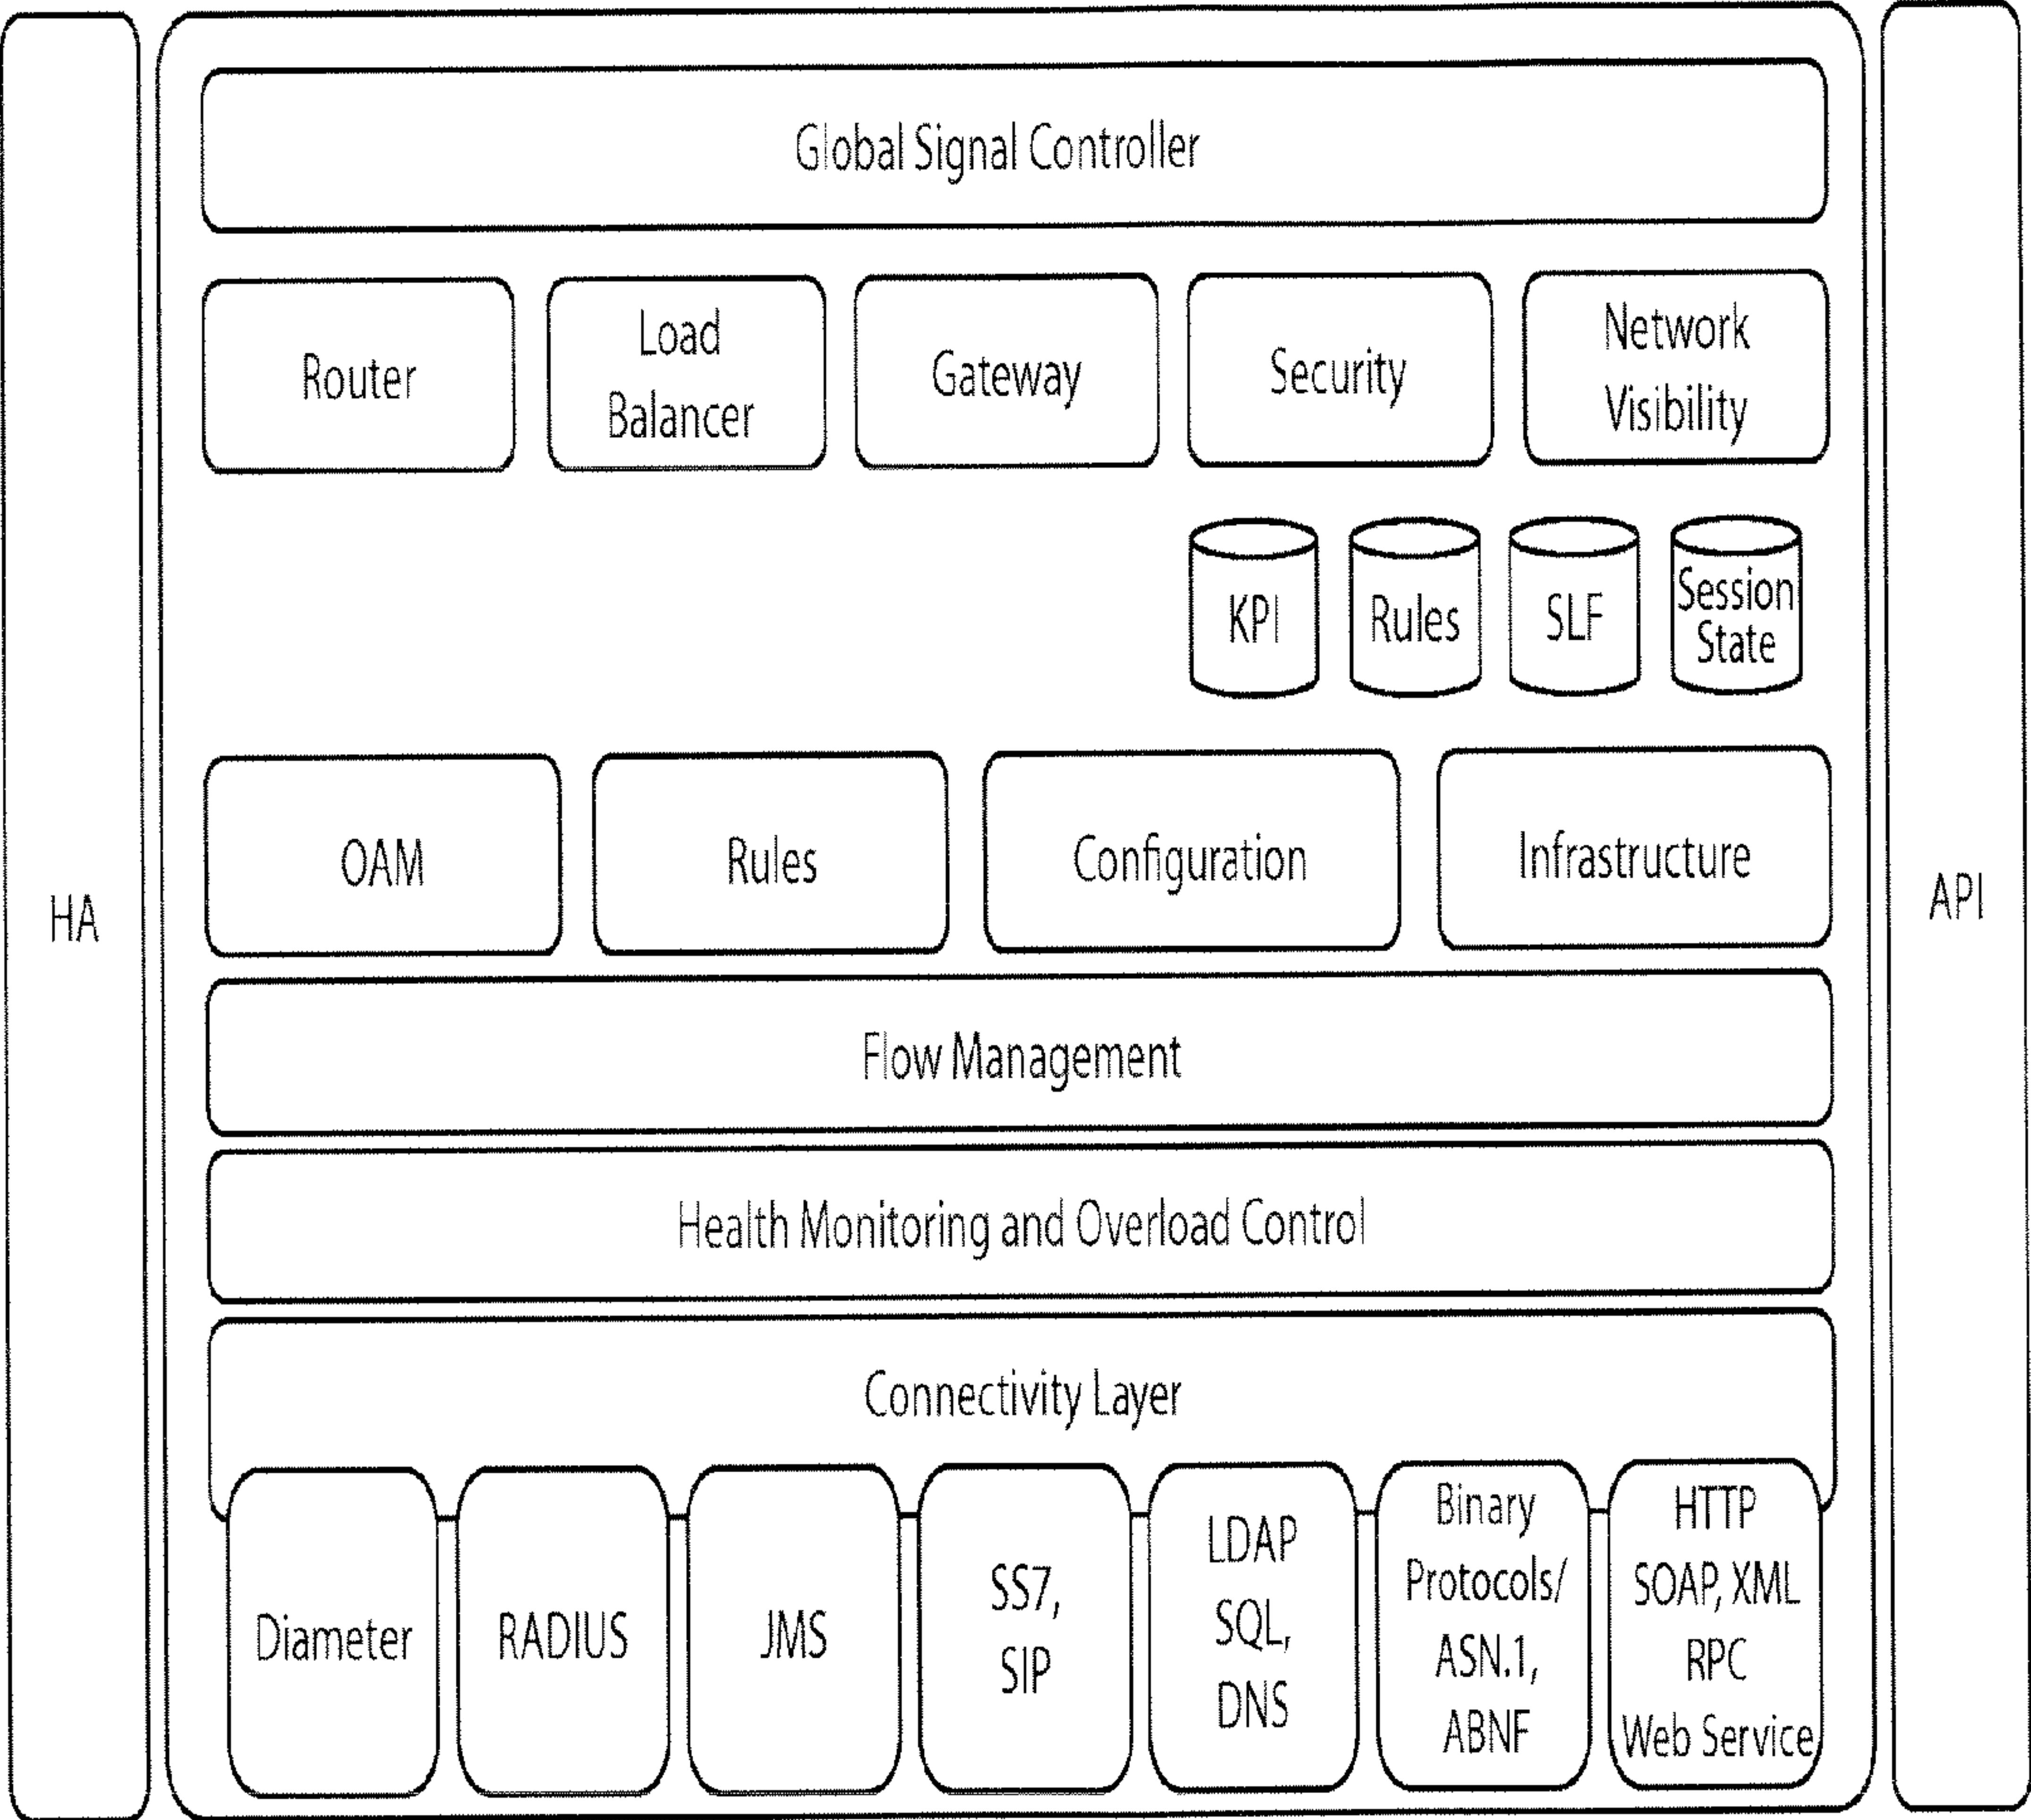 Global Signal Controller
Router
Load
Balancer
Gateway
Security
Network
Visibility
KPI
Rules
SLF
Session
State
OAM
Rules
Configuration
Infrastructure
HA
API
Flow Management
Health Monitoring and Overload Control
Connectivity Layer
Diameter
RADIUS
JMS
SS7,
SIP
LDAP
SQL,
DNS
Binary
Protocols/
ASN.1,
ABNF
HTTP
SOAP, XML
RPC
Web Service